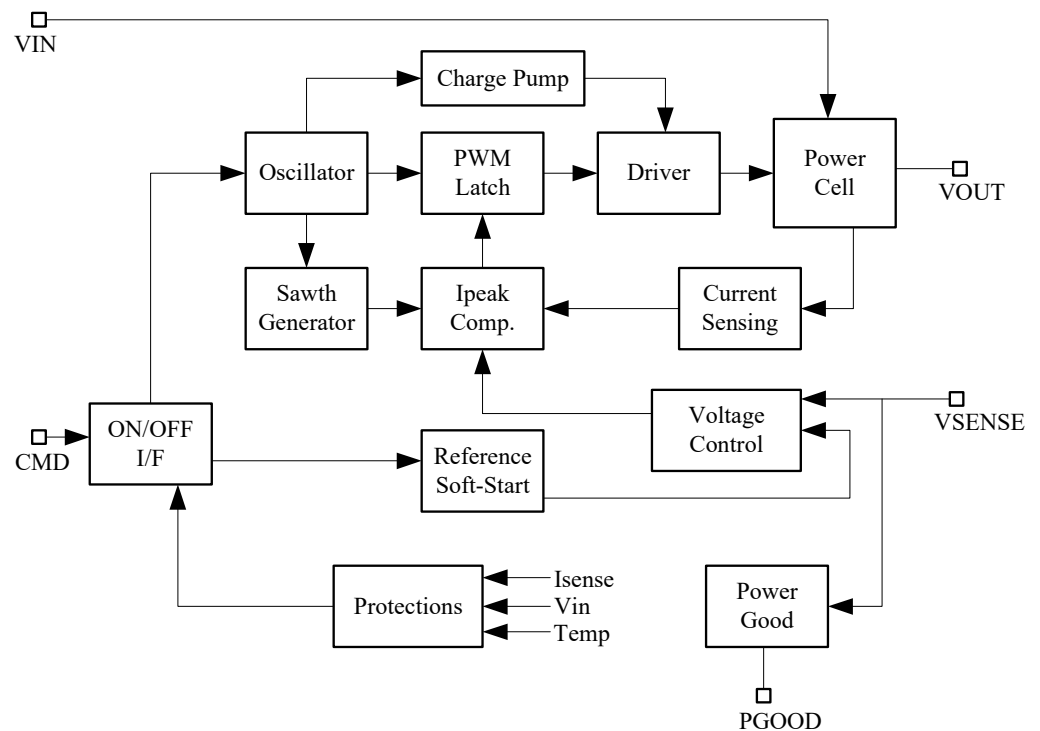 VIN
Charge Pump
Oscillator
PWM
Latch
Driver
Power
Cell
VOUT
Sawth
Generator
Ipeak
Comp.
Current
Sensing
CMD
ON/OFF
I/F
Reference
Soft-Start
Voltage
Control
VSENSE
Protections
Isense
Vin
Temp
Power
Good
PGOOD